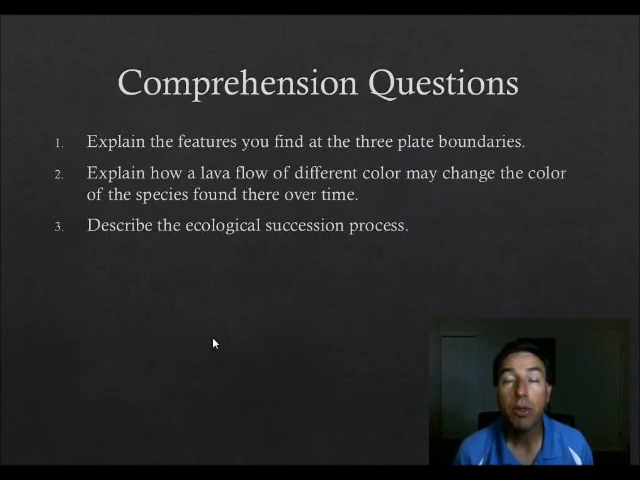 Comprehension Questions
1. Explain the features you find at the three plate boundaries.
2. Explain how a lava flow of different color may change the color
of the species found there over time.
3. Describe the ecological succession process.